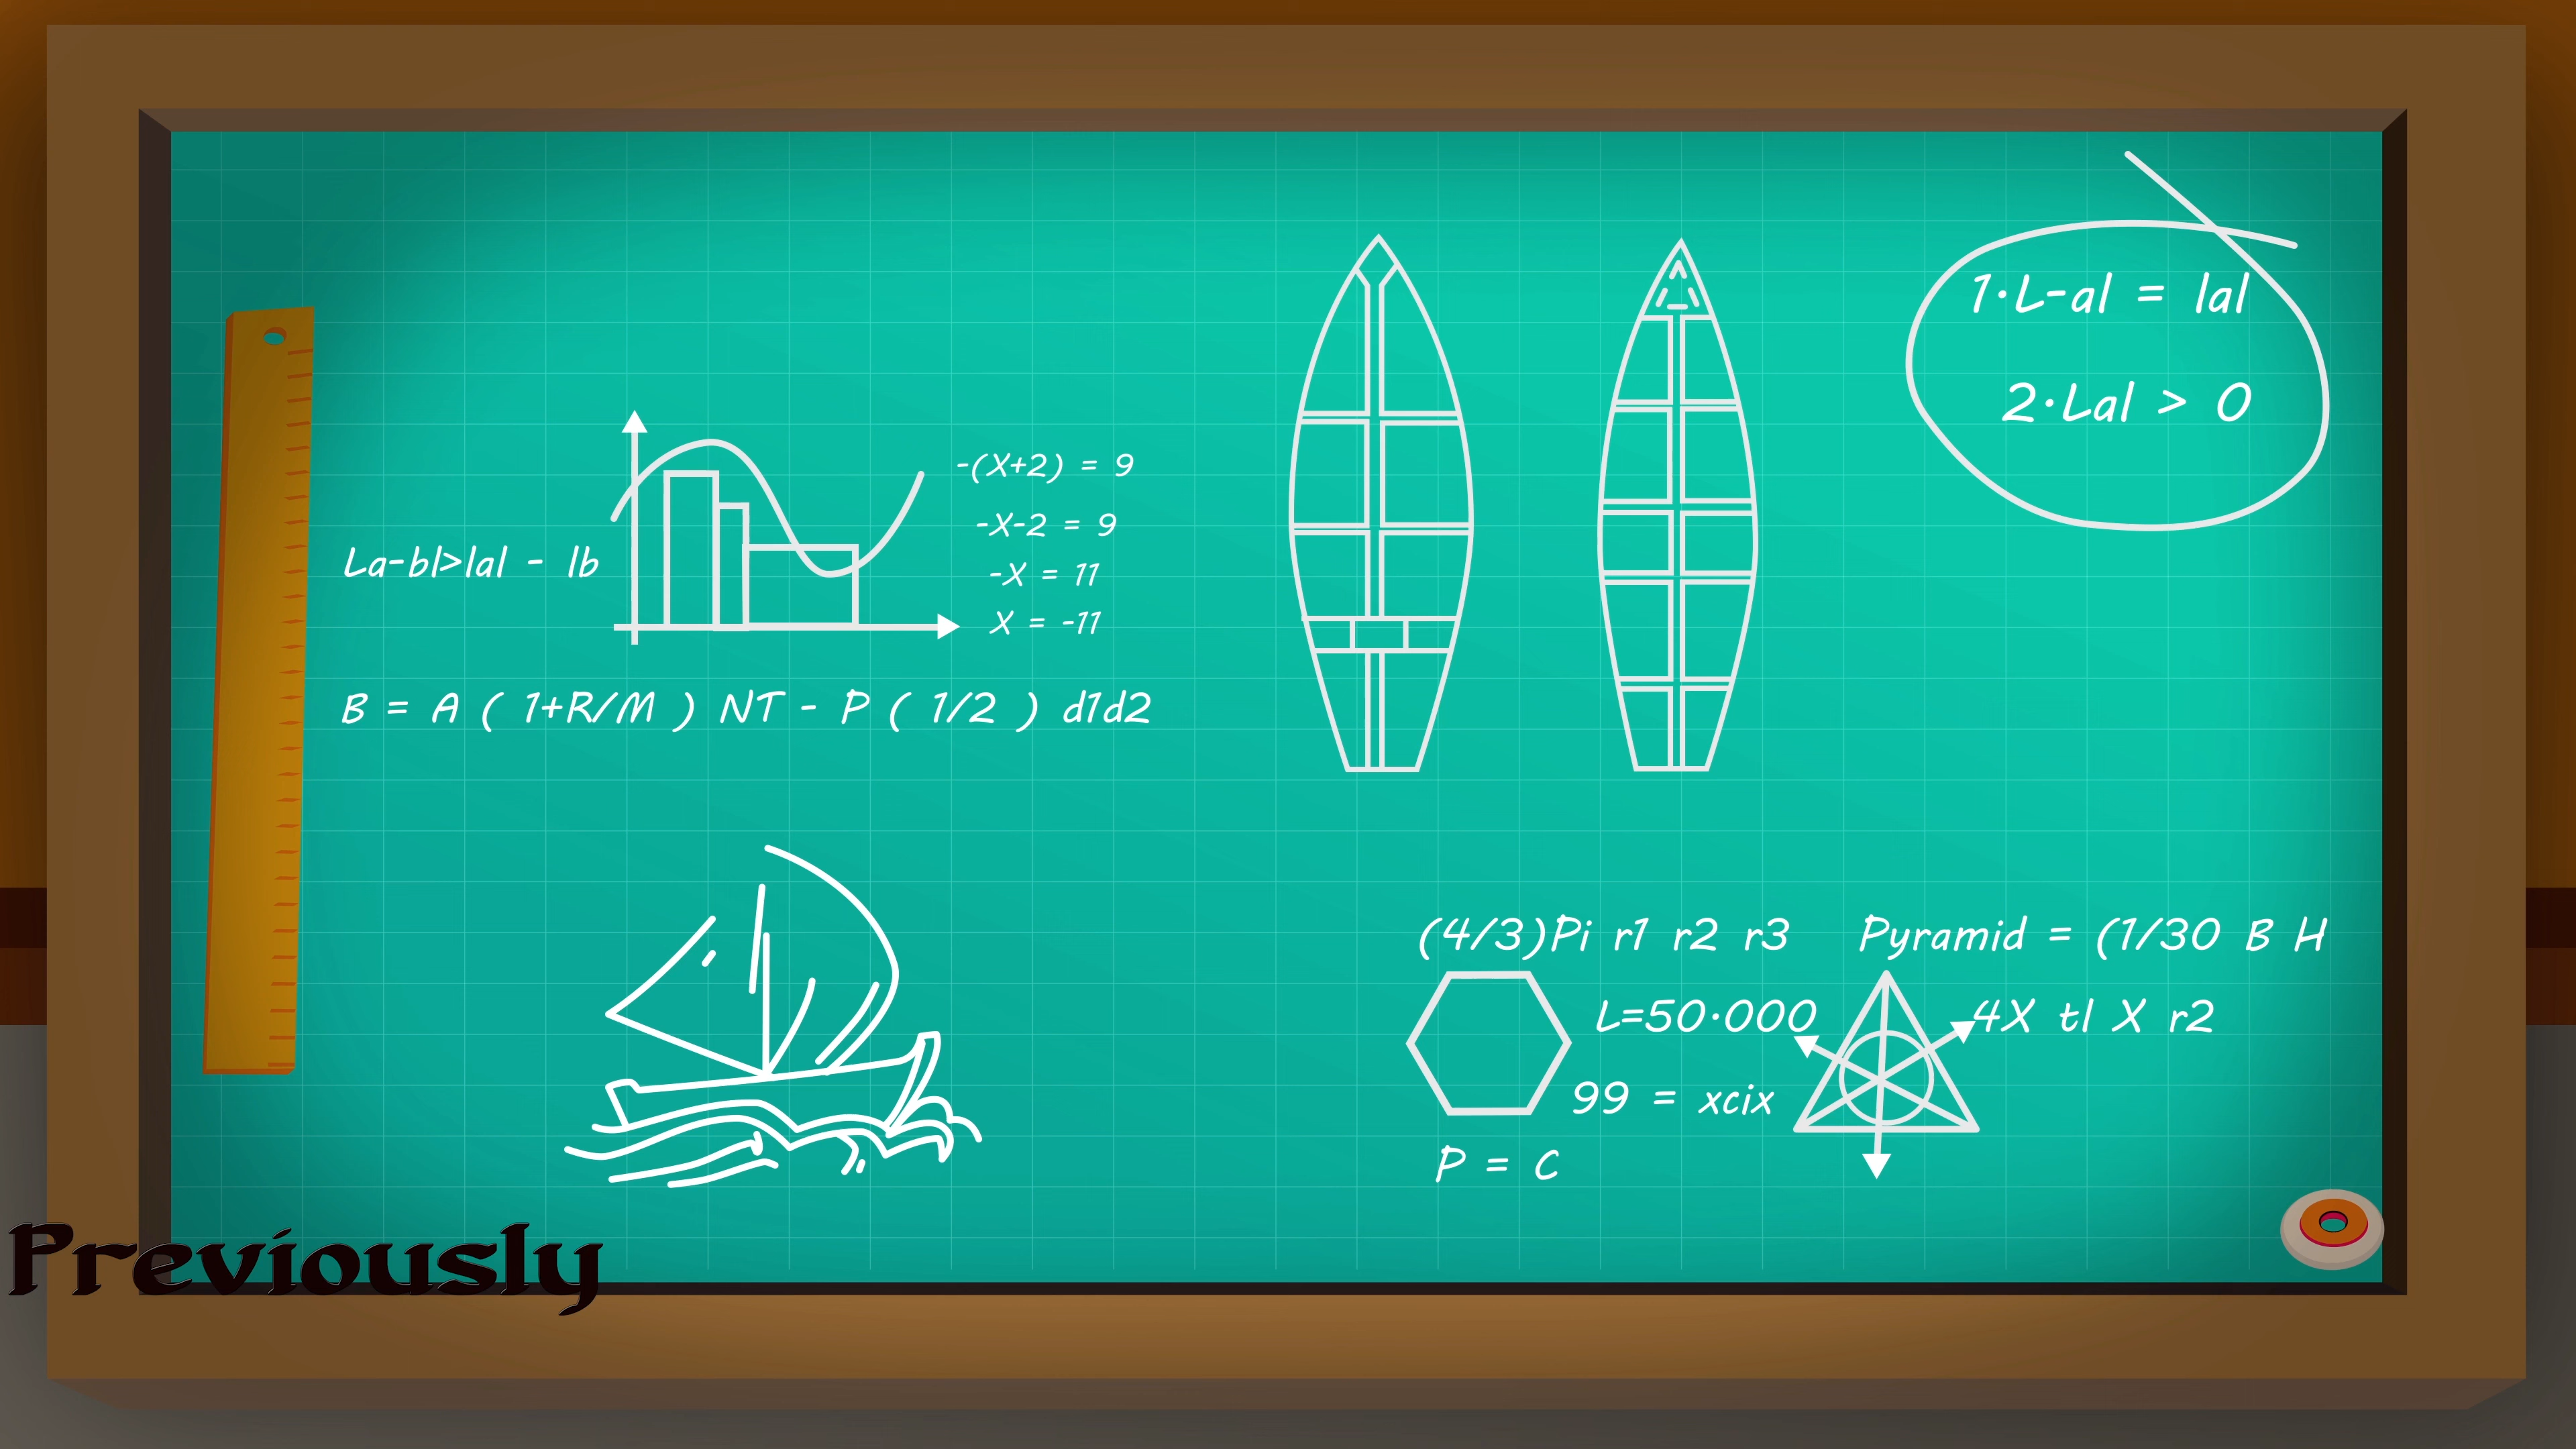 1·L-al = lal
2·Lal > 0
-(X+2) = 9
-X-2 = 9
-X = 11
X = -11
La-bl>lal - lb
B = A ( 1+R/M ) NT - P ( 1/2 ) d1d2
(4/3)Pi r1 r2 r3
Pyramid = (1/30 B H
L=50·000
4X tl X r2
99 = xcix
P = C
Previously